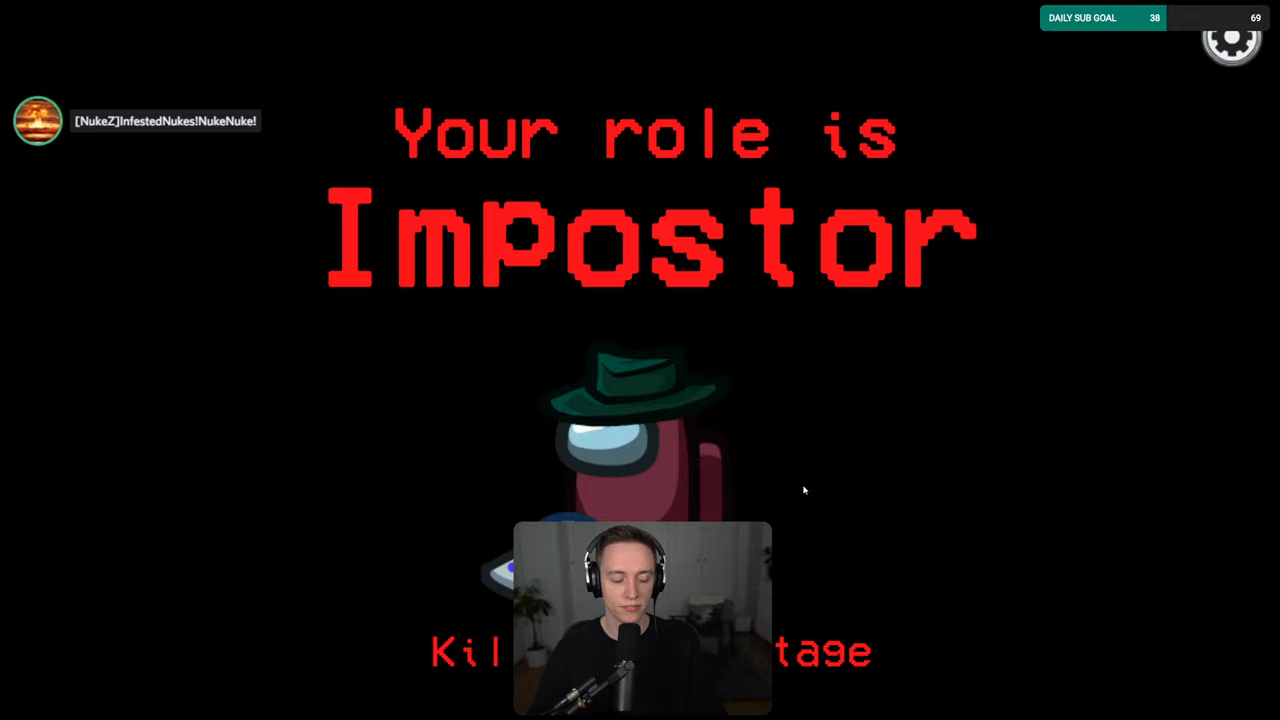 DAILY SUB GOAL 38 69
[NukeZ]InfestedNukes!NukeNuke!
Your role is
Impostor
Kil tage